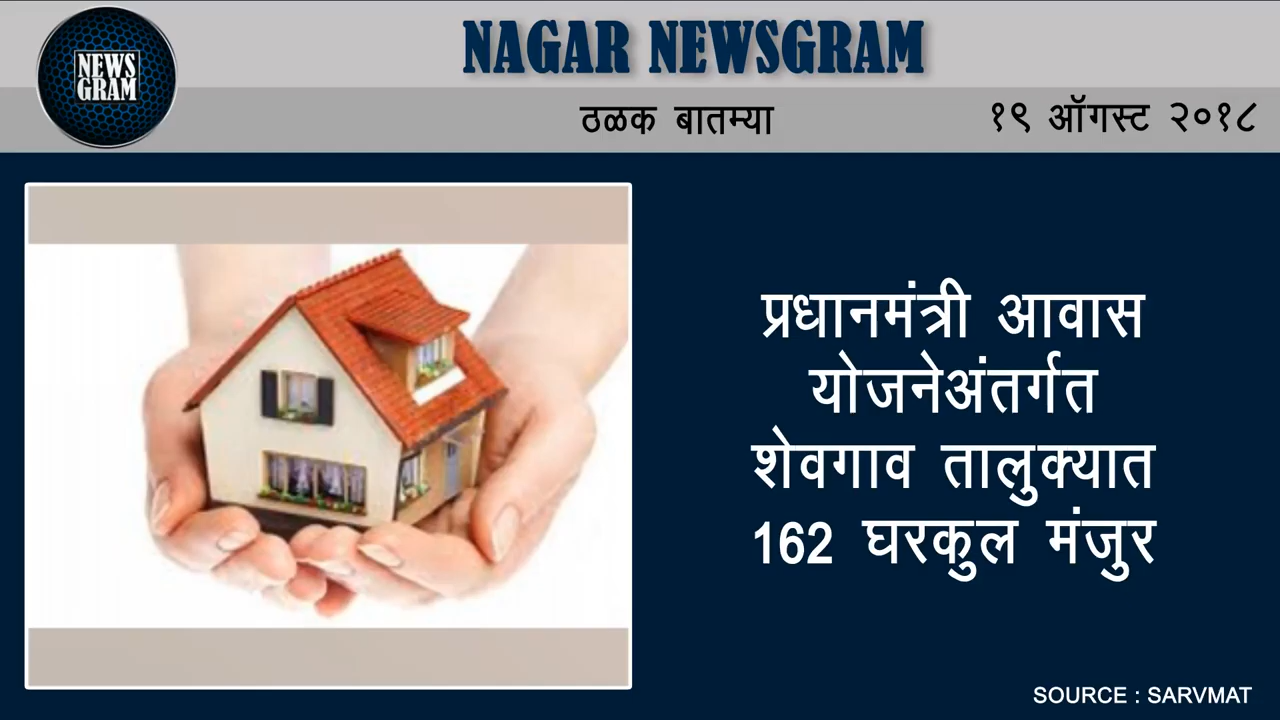 NEWS
GRAM
NAGAR NEWSGRAM
ठळक बातम्या
१९ ऑगस्ट २०१८
प्रधानमंत्री आवास
योजनेअंतर्गत
शेवगाव तालुक्यात
162 घरकुल मंजुर
SOURCE : SARVMAT